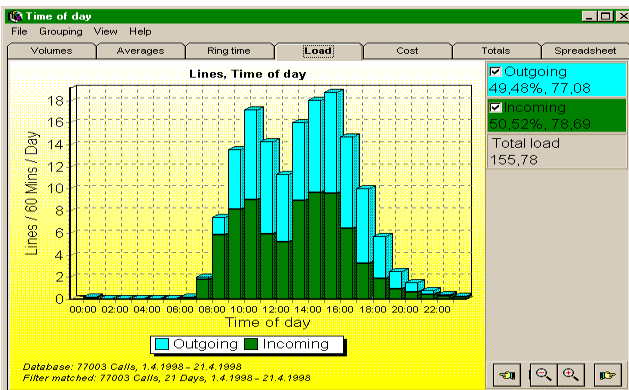 Time of day
File Grouping View Help
Volumes Averages Ring time Load Cost Totals Spreadsheet
Lines, Time of day
Outgoing
49,48%, 77,08
Incoming
50,52%, 78,69
Total load
155,78
Lines / 60 Mins / Day
18
16
14
12
10
8
6
4
2
0
00:00 02:00 04:00 06:00 08:00 10:00 12:00 14:00 16:00 18:00 20:00 22:00
Time of day
Outgoing Incoming
Database: 77003 Calls, 1.4.1998 - 21.4.1998
Filter matched: 77003 Calls, 21 Days, 1.4.1998 - 21.4.1998